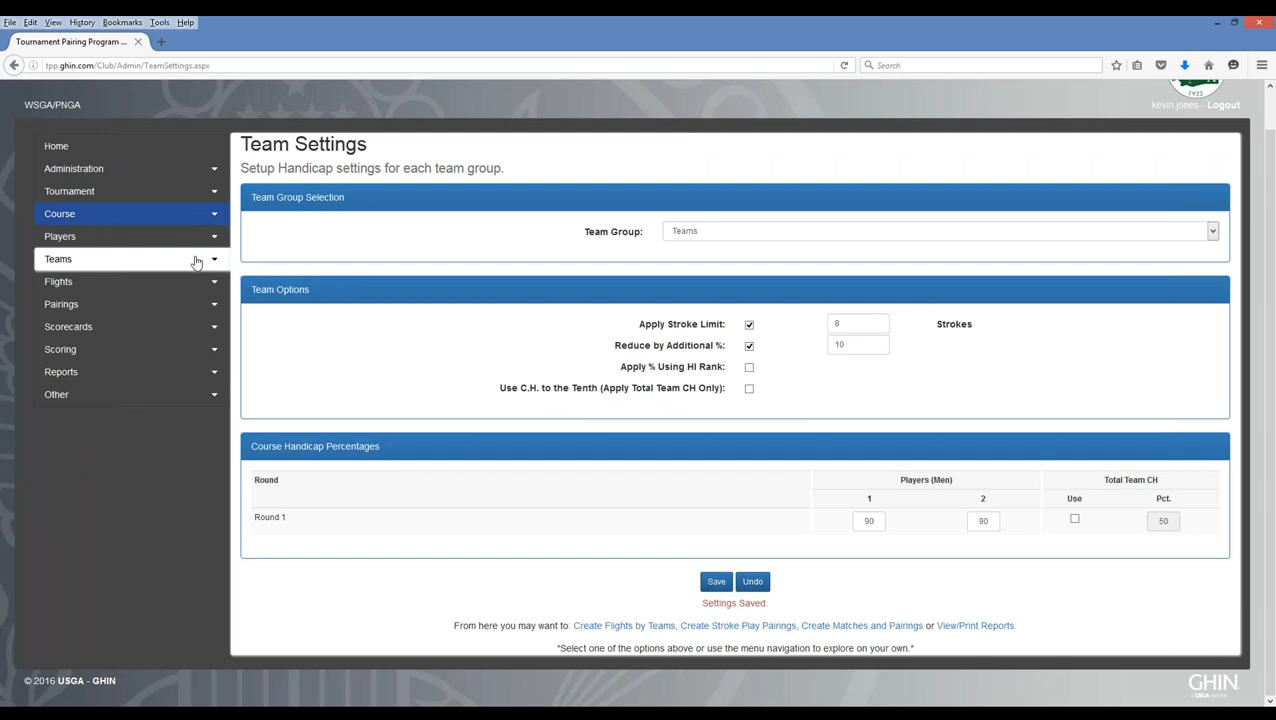 File Edit View History Bookmarks Tools Help
Tournament Pairing Program ...
tpp.ghin.com/Club/Admin/TeamSettings.aspx
Search
1922
WSGA/PNGA
kevin jones - Logout
Home
Administration
Tournament
Course
Players
Teams
Flights
Pairings
Scorecards
Scoring
Reports
Other
Team Settings
Setup Handicap settings for each team group.
Team Group Selection
Team Group: Teams
Team Options
Apply Stroke Limit: 8 Strokes
Reduce by Additional %: 10
Apply % Using HI Rank:
Use C.H. to the Tenth (Apply Total Team CH Only):
Course Handicap Percentages
Round Players (Men) Total Team CH
1 2 Use Pct.
Round 1 90 90 50
Save Undo
Settings Saved.
From here you may want to: Create Flights by Teams, Create Stroke Play Pairings, Create Matches and Pairings or View/Print Reports.
*Select one of the options above or use the menu navigation to explore on your own.*
© 2016 USGA - GHIN
GHIN